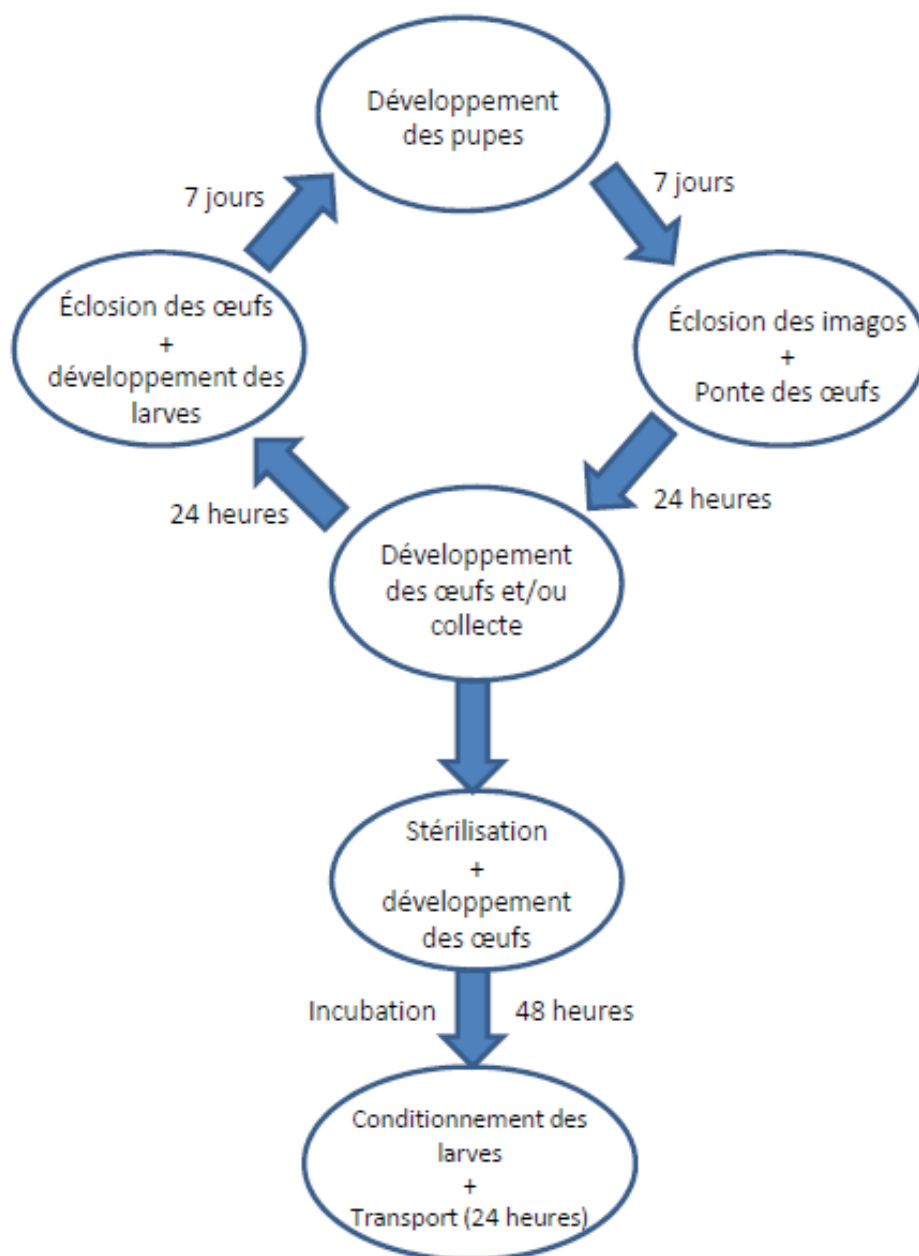 Développement
des pupes
7 jours
7 jours
Éclosion des œufs
+
développement des
larves
Éclosion des imagos
+
Ponte des œufs
24 heures
24 heures
Développement
des œufs et/ou
collecte
Stérilisation
+
développement
des œufs
Incubation
48 heures
Conditionnement des
larves
+
Transport (24 heures)